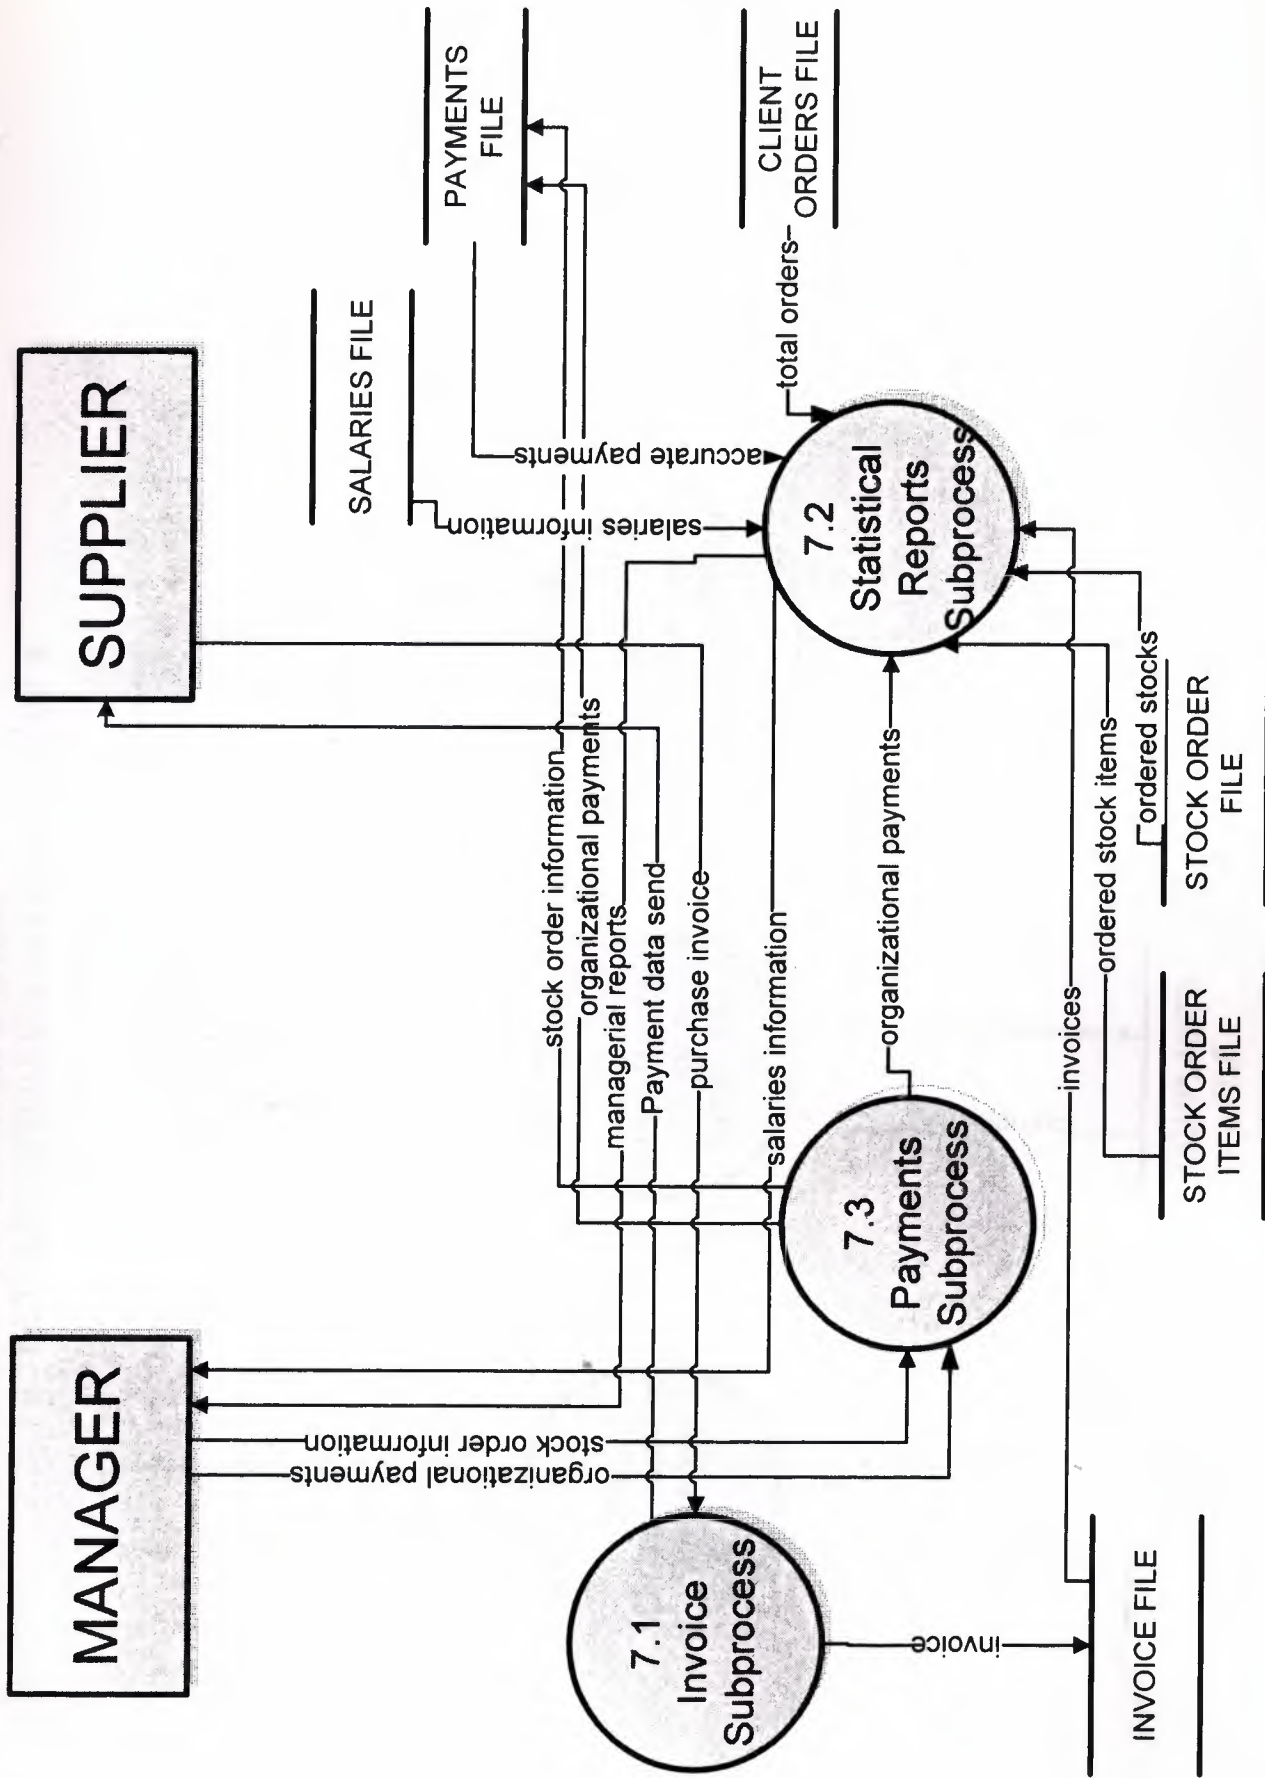 MANAGER
SUPPLIER
organizational payments
stock order information
SALARIES FILE
PAYMENTS
FILE
stock order information
organizational payments
managerial reports
Payment data send
purchase invoice
salaries information
salaries information
accurate payments
total orders
CLIENT
ORDERS FILE
7.1
Invoice
Subprocess
7.3
Payments
Subprocess
organizational payments
7.2
Statistical
Reports
Subprocess
invoice
invoices
ordered stock items
ordered stocks
INVOICE FILE
STOCK ORDER
ITEMS FILE
STOCK ORDER
FILE